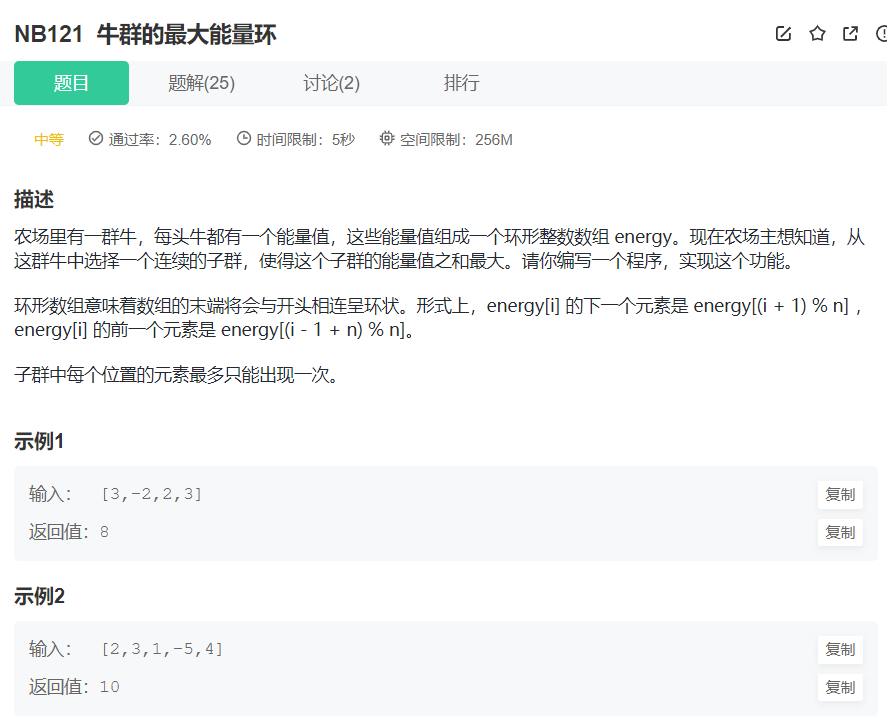 NB121 牛群的最大能量环
题目 题解(25) 讨论(2) 排行
中等 通过率：2.60% 时间限制：5秒 空间限制：256M
描述
农场里有一群牛，每头牛都有一个能量值，这些能量值组成一个环形整数数组 energy。现在农场主想知道，从
这群牛中选择一个连续的子群，使得这个子群的能量值之和最大。请你编写一个程序，实现这个功能。
环形数组意味着数组的末端将会与开头相连呈环状。形式上，energy[i] 的下一个元素是 energy[(i + 1) % n] ，
energy[i] 的前一个元素是 energy[(i - 1 + n) % n]。
子群中每个位置的元素最多只能出现一次。
示例1
输入： [3,-2,2,3] 复制
返回值：8 复制
示例2
输入： [2,3,1,-5,4] 复制
返回值：10 复制